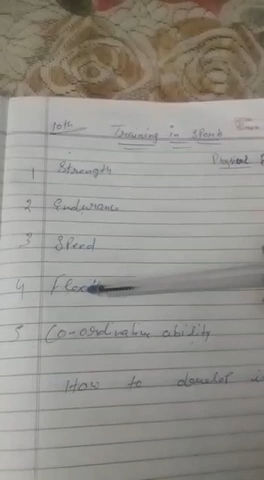 10th Training in Sports
Physical
1 Strength
2 Endurance
3 Speed
4
5 Co-ordinative ability
How to develop